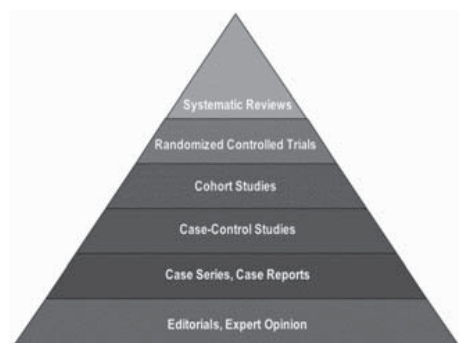 Systematic Reviews
Randomized Controlled Trials
Cohort Studies
Case-Control Studies
Case Series, Case Reports
Editorials, Expert Opinion